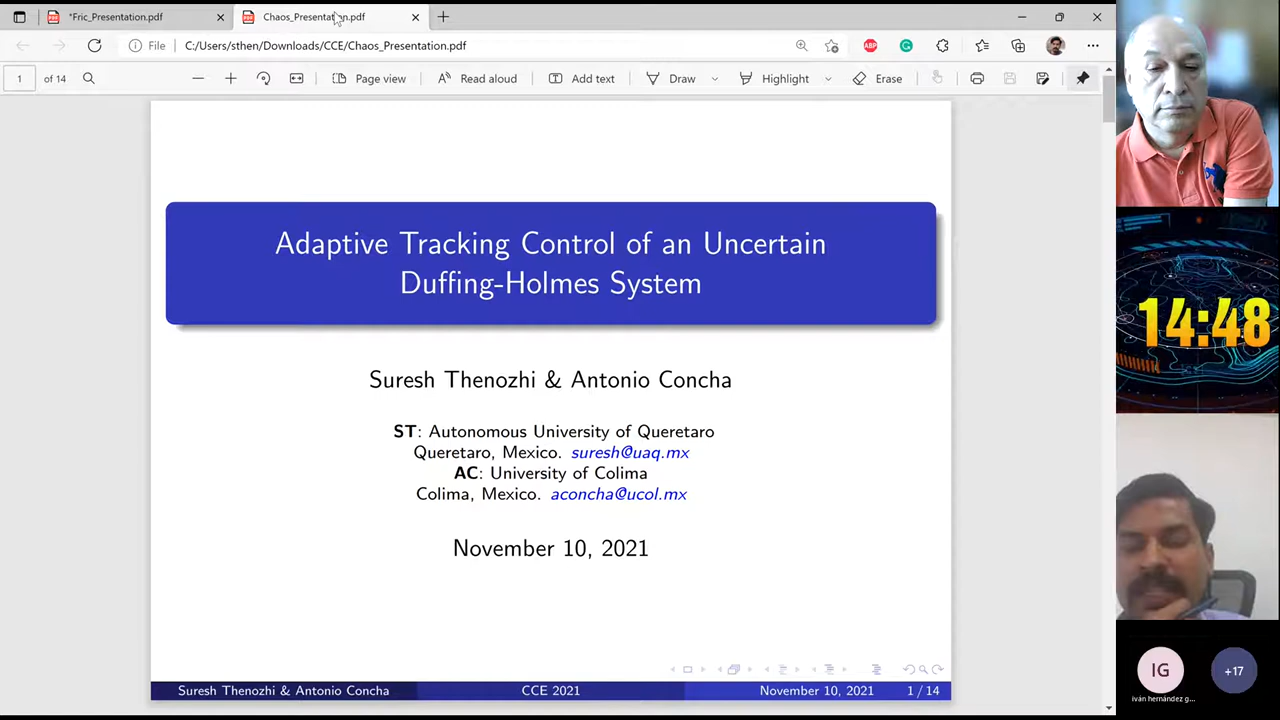 *Fric_Presentation.pdf
Chaos_Presentation.pdf
File
C:/Users/sthen/Downloads/CCE/Chaos_Presentation.pdf
ABP
1 of 14
Page view
Read aloud
Add text
Draw
Highlight
Erase
Adaptive Tracking Control of an Uncertain
Duffing-Holmes System
Suresh Thenozhi & Antonio Concha
ST: Autonomous University of Queretaro
Queretaro, Mexico. suresh@uaq.mx
AC: University of Colima
Colima, Mexico. aconcha@ucol.mx
November 10, 2021
Suresh Thenozhi & Antonio Concha
CCE 2021
November 10, 2021
1 / 14
14:48
IG
iván hernández g...
+17